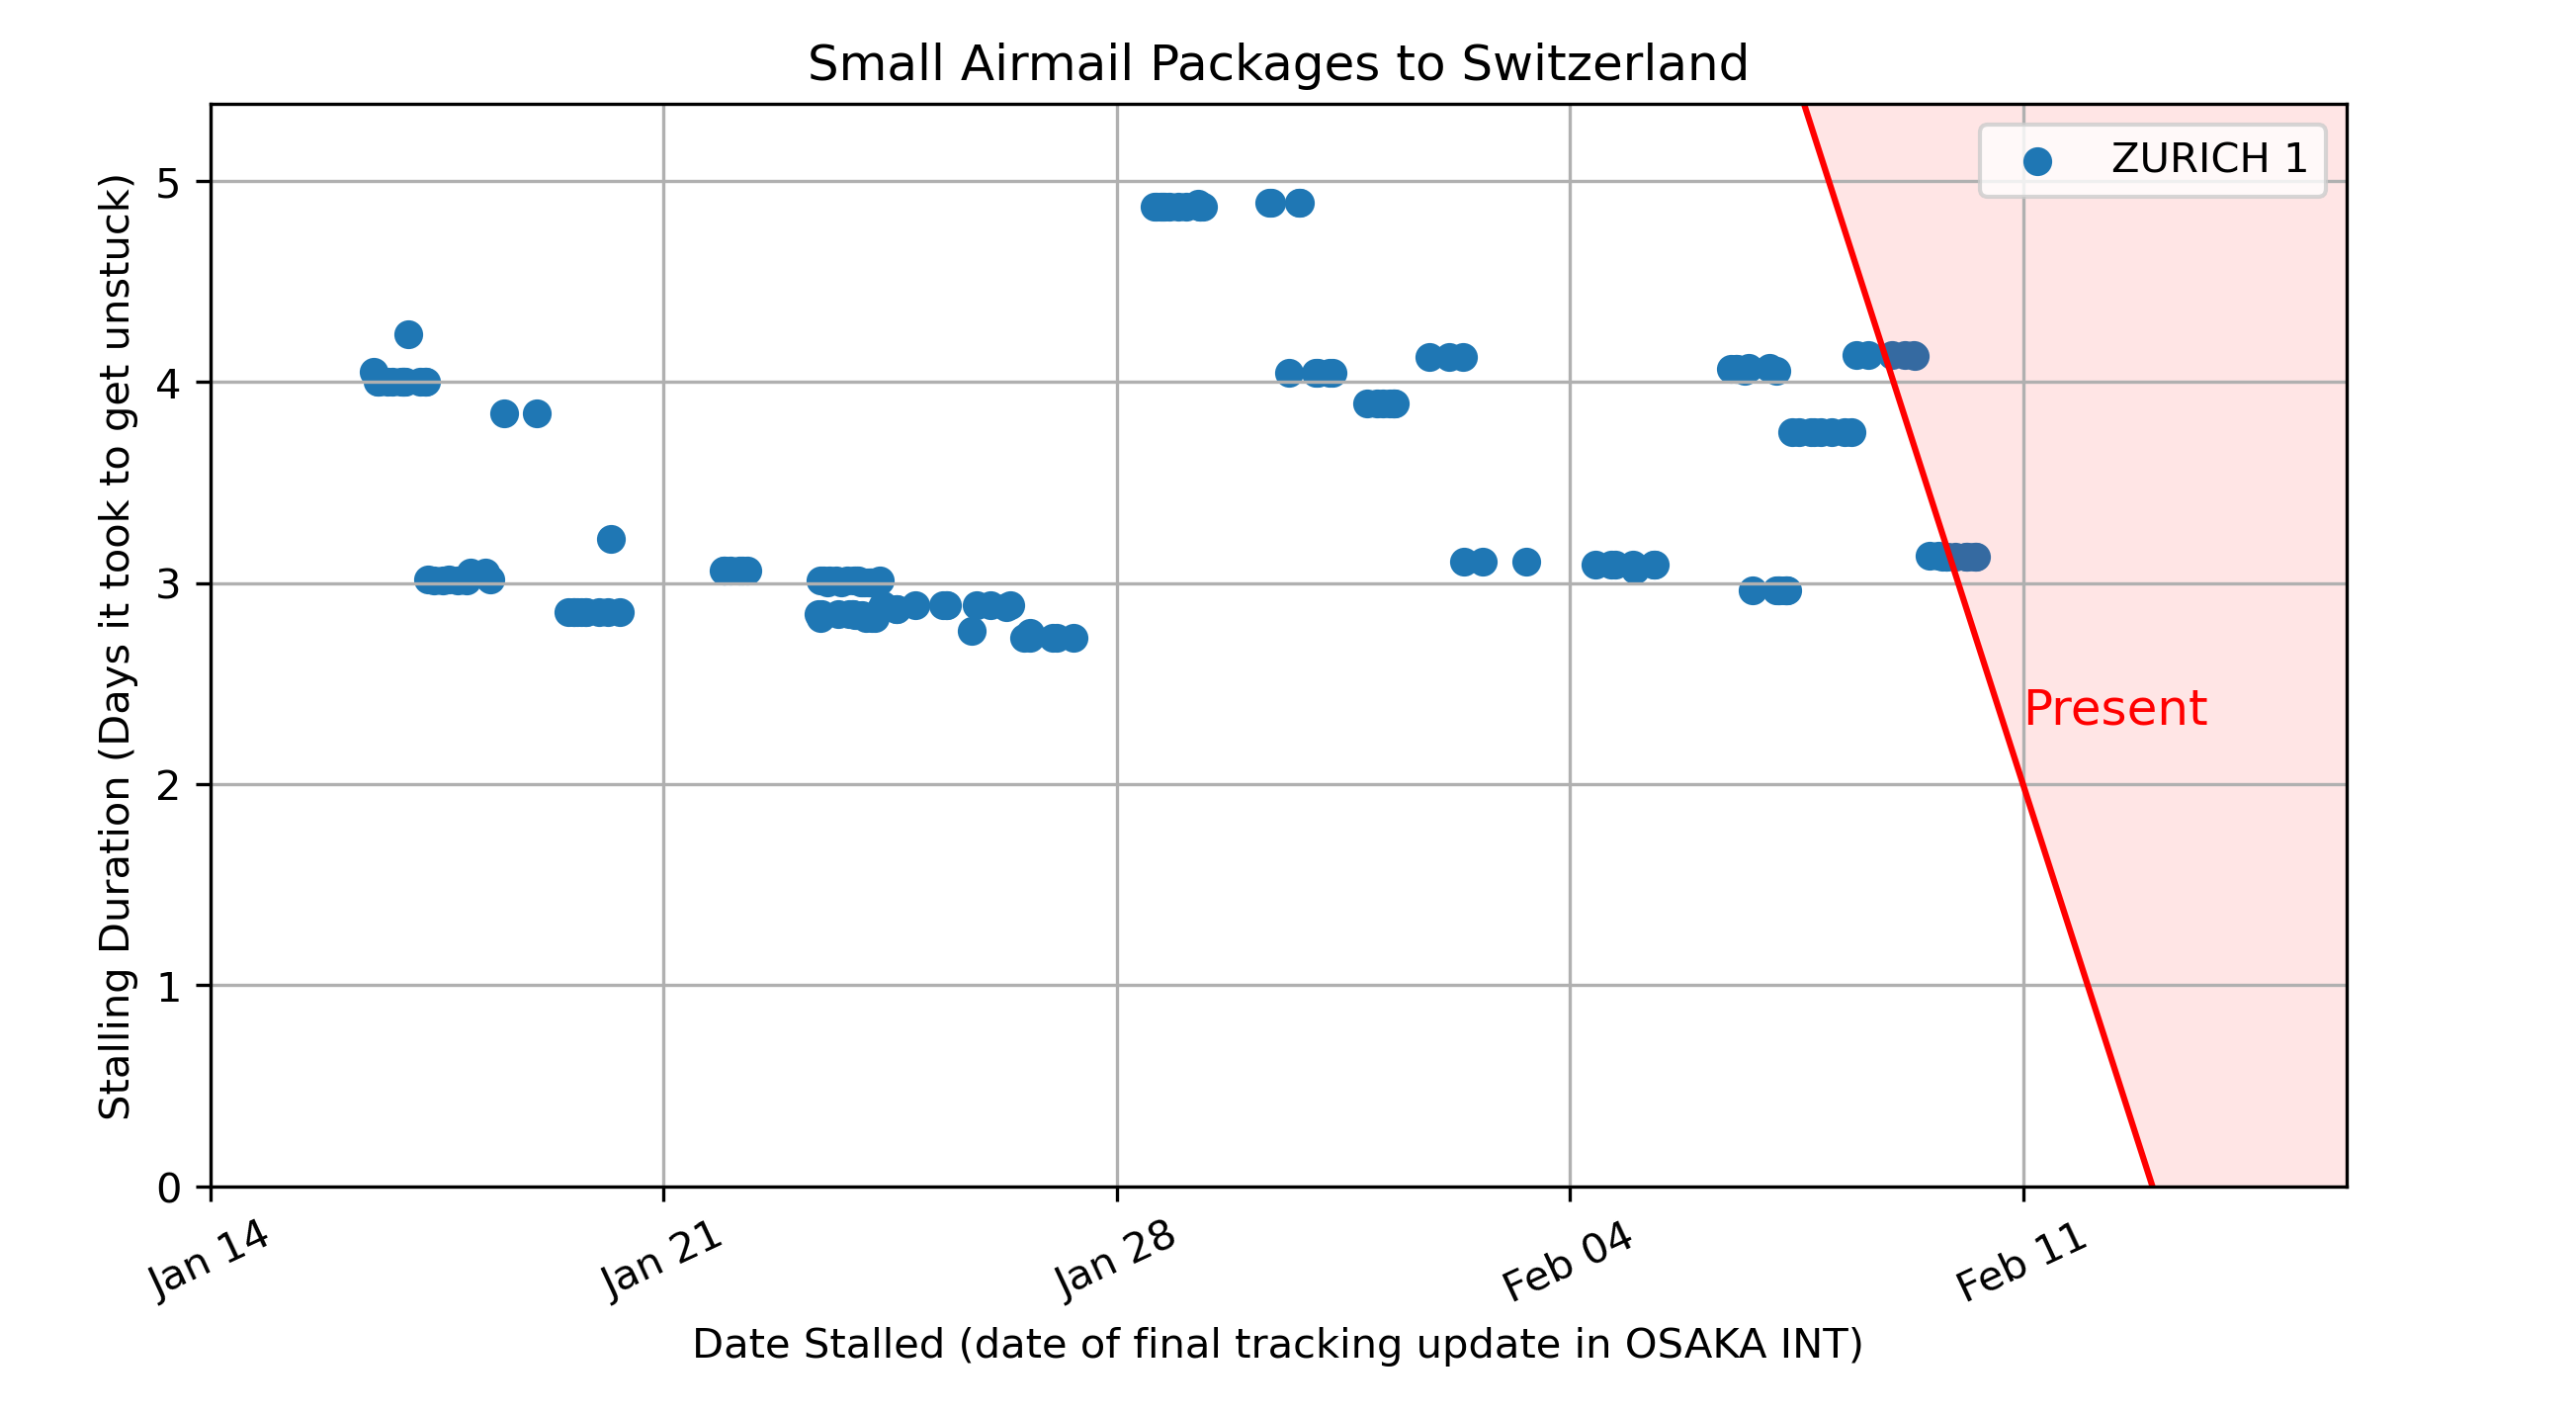 Small Airmail Packages to Switzerland
ZURICH 1
Stalling Duration (Days it took to get unstuck)
5
4
3
2
1
0
Present
Jan 14
Jan 21
Jan 28
Feb 04
Feb 11
Date Stalled (date of final tracking update in OSAKA INT)